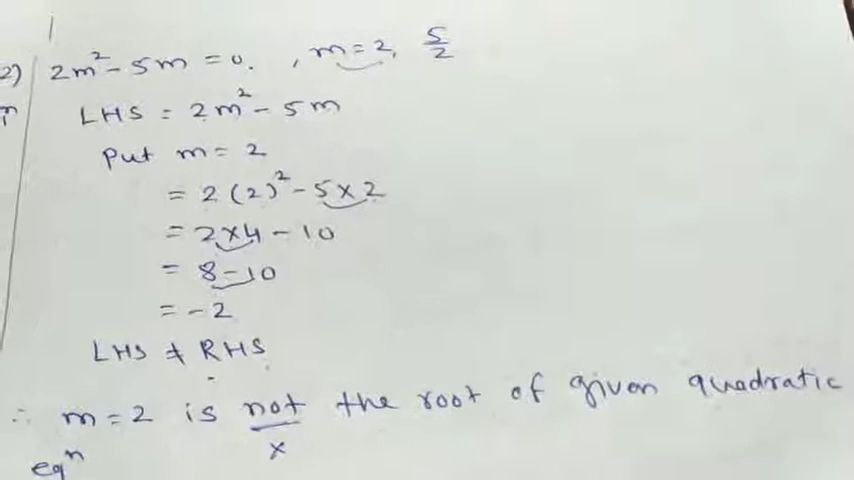 2) 2m² - 5m = 0. , m = 2, 5/2
LHS = 2m² - 5m
Put m = 2
= 2(2)² - 5×2
= 2×4 - 10
= 8-10
= -2
LHS ≠ RHS
∴ m = 2 is not the root of given quadratic
×
eqⁿ